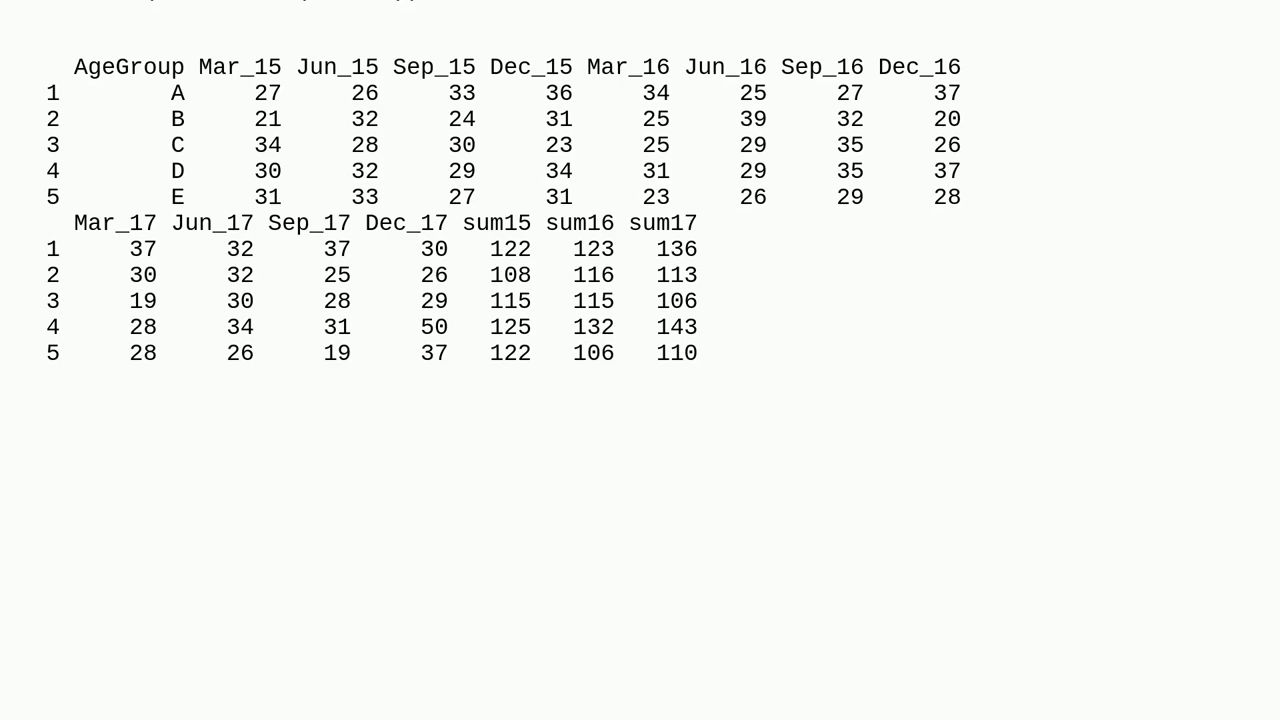 AgeGroup Mar_15 Jun_15 Sep_15 Dec_15 Mar_16 Jun_16 Sep_16 Dec_16
1 A 27 26 33 36 34 25 27 37
2 B 21 32 24 31 25 39 32 20
3 C 34 28 30 23 25 29 35 26
4 D 30 32 29 34 31 29 35 37
5 E 31 33 27 31 23 26 29 28
Mar_17 Jun_17 Sep_17 Dec_17 sum15 sum16 sum17
1 37 32 37 30 122 123 136
2 30 32 25 26 108 116 113
3 19 30 28 29 115 115 106
4 28 34 31 50 125 132 143
5 28 26 19 37 122 106 110